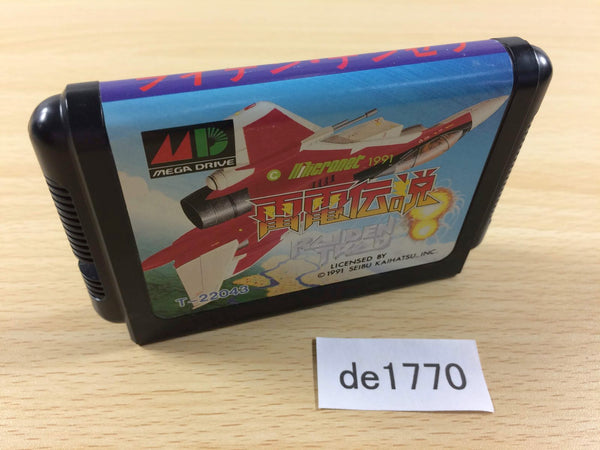 ライデンデンセツ
MEGA DRIVE
© Micronet 1991
雷電伝説
RAIDEN
TRAD
LICENSED BY
© 1991 SEIBU KAIHATSU, INC.
T-22043
de1770